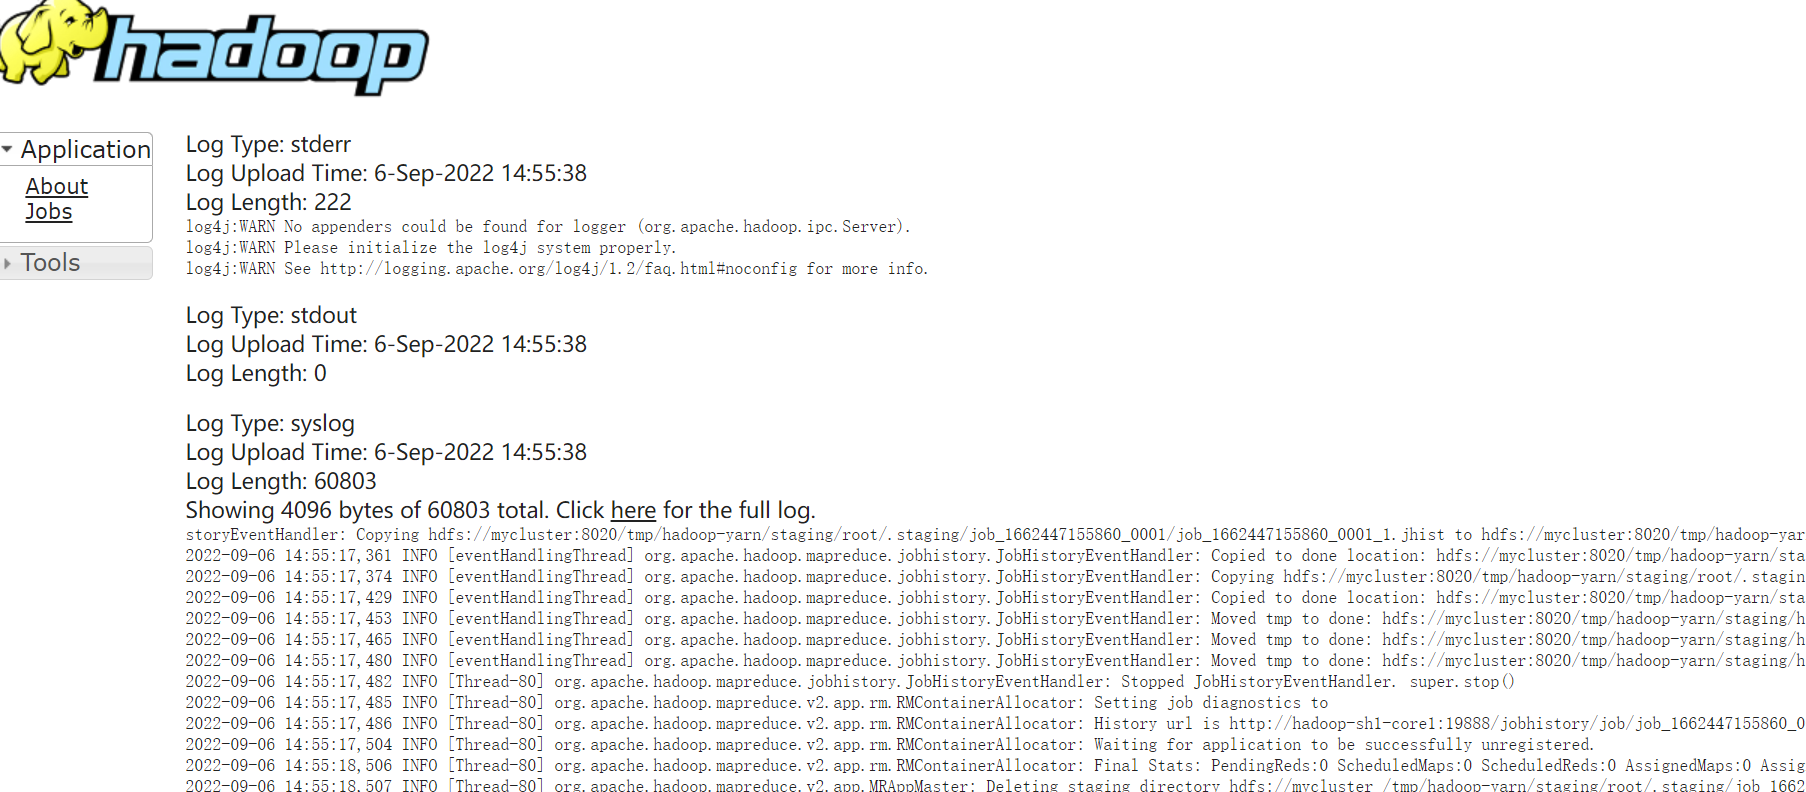 hadoop
Application
About
Jobs
Tools
Log Type: stderr
Log Upload Time: 6-Sep-2022 14:55:38
Log Length: 222
log4j:WARN No appenders could be found for logger (org.apache.hadoop.ipc.Server).
log4j:WARN Please initialize the log4j system properly.
log4j:WARN See http://logging.apache.org/log4j/1.2/faq.html#noconfig for more info.
Log Type: stdout
Log Upload Time: 6-Sep-2022 14:55:38
Log Length: 0
Log Type: syslog
Log Upload Time: 6-Sep-2022 14:55:38
Log Length: 60803
Showing 4096 bytes of 60803 total. Click here for the full log.
storyEventHandler: Copying hdfs://mycluster:8020/tmp/hadoop-yarn/staging/root/.staging/job_1662447155860_0001/job_1662447155860_0001_1.jhist to hdfs://mycluster:8020/tmp/hadoop-yar
2022-09-06 14:55:17,361 INFO [eventHandlingThread] org.apache.hadoop.mapreduce.jobhistory.JobHistoryEventHandler: Copied to done location: hdfs://mycluster:8020/tmp/hadoop-yarn/sta
2022-09-06 14:55:17,374 INFO [eventHandlingThread] org.apache.hadoop.mapreduce.jobhistory.JobHistoryEventHandler: Copying hdfs://mycluster:8020/tmp/hadoop-yarn/staging/root/.stagin
2022-09-06 14:55:17,429 INFO [eventHandlingThread] org.apache.hadoop.mapreduce.jobhistory.JobHistoryEventHandler: Copied to done location: hdfs://mycluster:8020/tmp/hadoop-yarn/sta
2022-09-06 14:55:17,453 INFO [eventHandlingThread] org.apache.hadoop.mapreduce.jobhistory.JobHistoryEventHandler: Moved tmp to done: hdfs://mycluster:8020/tmp/hadoop-yarn/staging/h
2022-09-06 14:55:17,465 INFO [eventHandlingThread] org.apache.hadoop.mapreduce.jobhistory.JobHistoryEventHandler: Moved tmp to done: hdfs://mycluster:8020/tmp/hadoop-yarn/staging/h
2022-09-06 14:55:17,480 INFO [eventHandlingThread] org.apache.hadoop.mapreduce.jobhistory.JobHistoryEventHandler: Moved tmp to done: hdfs://mycluster:8020/tmp/hadoop-yarn/staging/h
2022-09-06 14:55:17,482 INFO [Thread-80] org.apache.hadoop.mapreduce.jobhistory.JobHistoryEventHandler: Stopped JobHistoryEventHandler. super.stop()
2022-09-06 14:55:17,485 INFO [Thread-80] org.apache.hadoop.mapreduce.v2.app.rm.RMContainerAllocator: Setting job diagnostics to
2022-09-06 14:55:17,486 INFO [Thread-80] org.apache.hadoop.mapreduce.v2.app.rm.RMContainerAllocator: History url is http://hadoop-sh1-core1:19888/jobhistory/job/job_1662447155860_0
2022-09-06 14:55:17,504 INFO [Thread-80] org.apache.hadoop.mapreduce.v2.app.rm.RMContainerAllocator: Waiting for application to be successfully unregistered.
2022-09-06 14:55:18,506 INFO [Thread-80] org.apache.hadoop.mapreduce.v2.app.rm.RMContainerAllocator: Final Stats: PendingReds:0 ScheduledMaps:0 ScheduledReds:0 AssignedMaps:0 Assig
2022-09-06 14:55:18,507 INFO [Thread-80] org.apache.hadoop.mapreduce.v2.app.MRAppMaster: Deleting staging directory hdfs://mycluster /tmp/hadoop-yarn/staging/root/.staging/job_1662